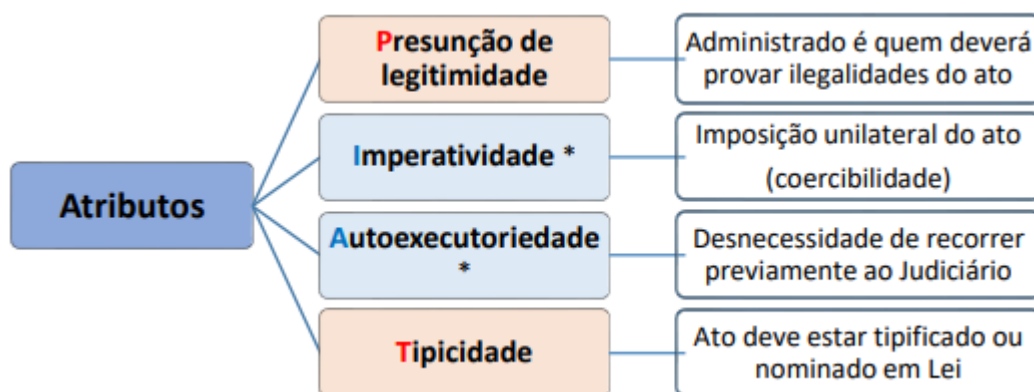 Atributos
Presunção de
legitimidade
Administrado é quem deverá
provar ilegalidades do ato
Imperatividade *
Imposição unilateral do ato
(coercibilidade)
Autoexecutoriedade
*
Desnecessidade de recorrer
previamente ao Judiciário
Tipicidade
Ato deve estar tipificado ou
nominado em Lei